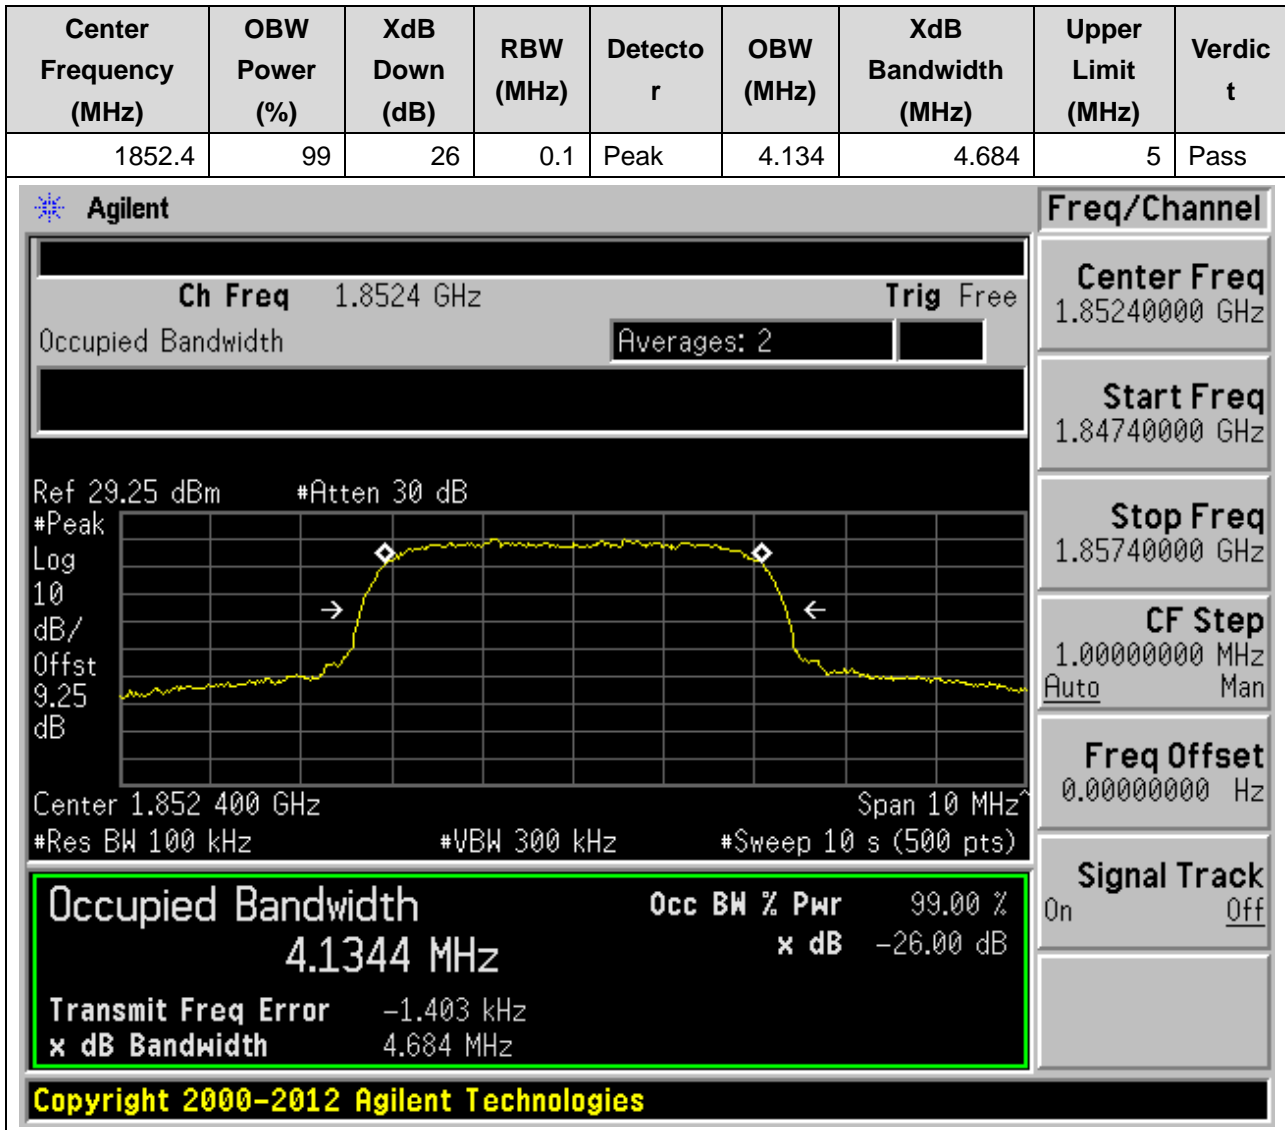 Center Frequency (MHz) OBW Power (%) XdB Down (dB) RBW (MHz) Detecto r OBW (MHz) XdB Bandwidth (MHz) Upper Limit (MHz) Verdic t
1852.4 99 26 0.1 Peak 4.134 4.684 5 Pass
Agilent
Freq/Channel
Ch Freq 1.8524 GHz Trig Free
Occupied Bandwidth Averages: 2
Center Freq
1.85240000 GHz
Start Freq
1.84740000 GHz
Stop Freq
1.85740000 GHz
CF Step
1.00000000 MHz
Auto Man
Freq Offset
0.00000000 Hz
Signal Track
On Off
Ref 29.25 dBm #Atten 30 dB
#Peak
Log
10
dB/
Offst
9.25
dB
Center 1.852 400 GHz Span 10 MHz^
#Res BW 100 kHz #VBW 300 kHz #Sweep 10 s (500 pts)
Occupied Bandwidth Occ BW % Pwr 99.00 %
4.1344 MHz x dB -26.00 dB
Transmit Freq Error -1.403 kHz
x dB Bandwidth 4.684 MHz
Copyright 2000-2012 Agilent Technologies